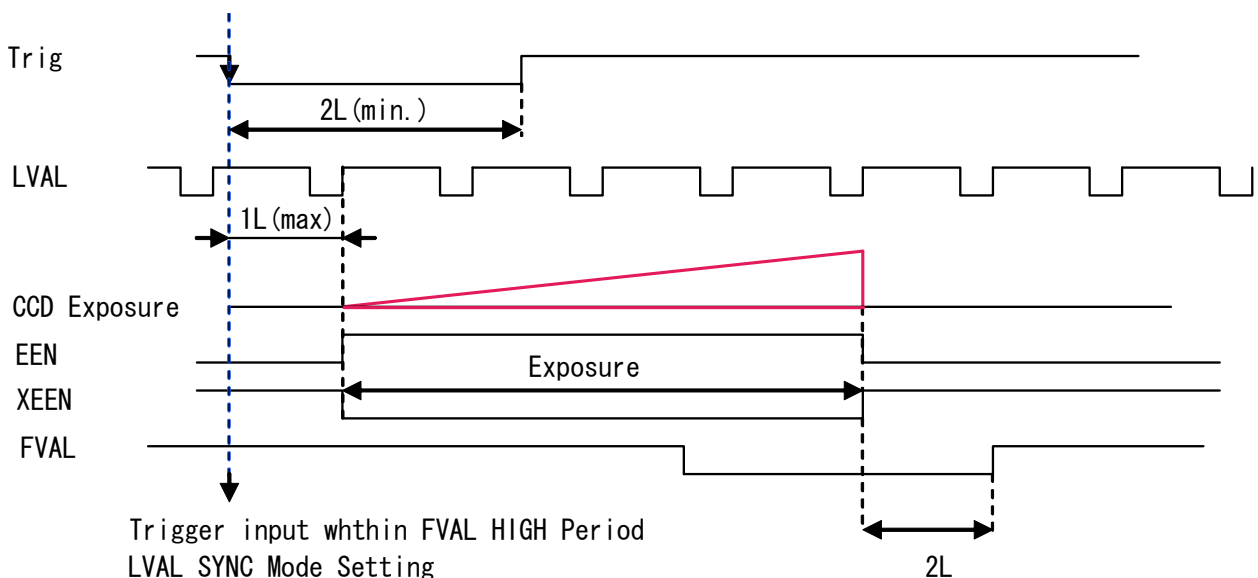 Trig
2L(min.)
LVAL
1L(max)
CCD Exposure
EEN
Exposure
XEEN
FVAL
Trigger input whthin FVAL HIGH Period
LVAL SYNC Mode Setting
2L